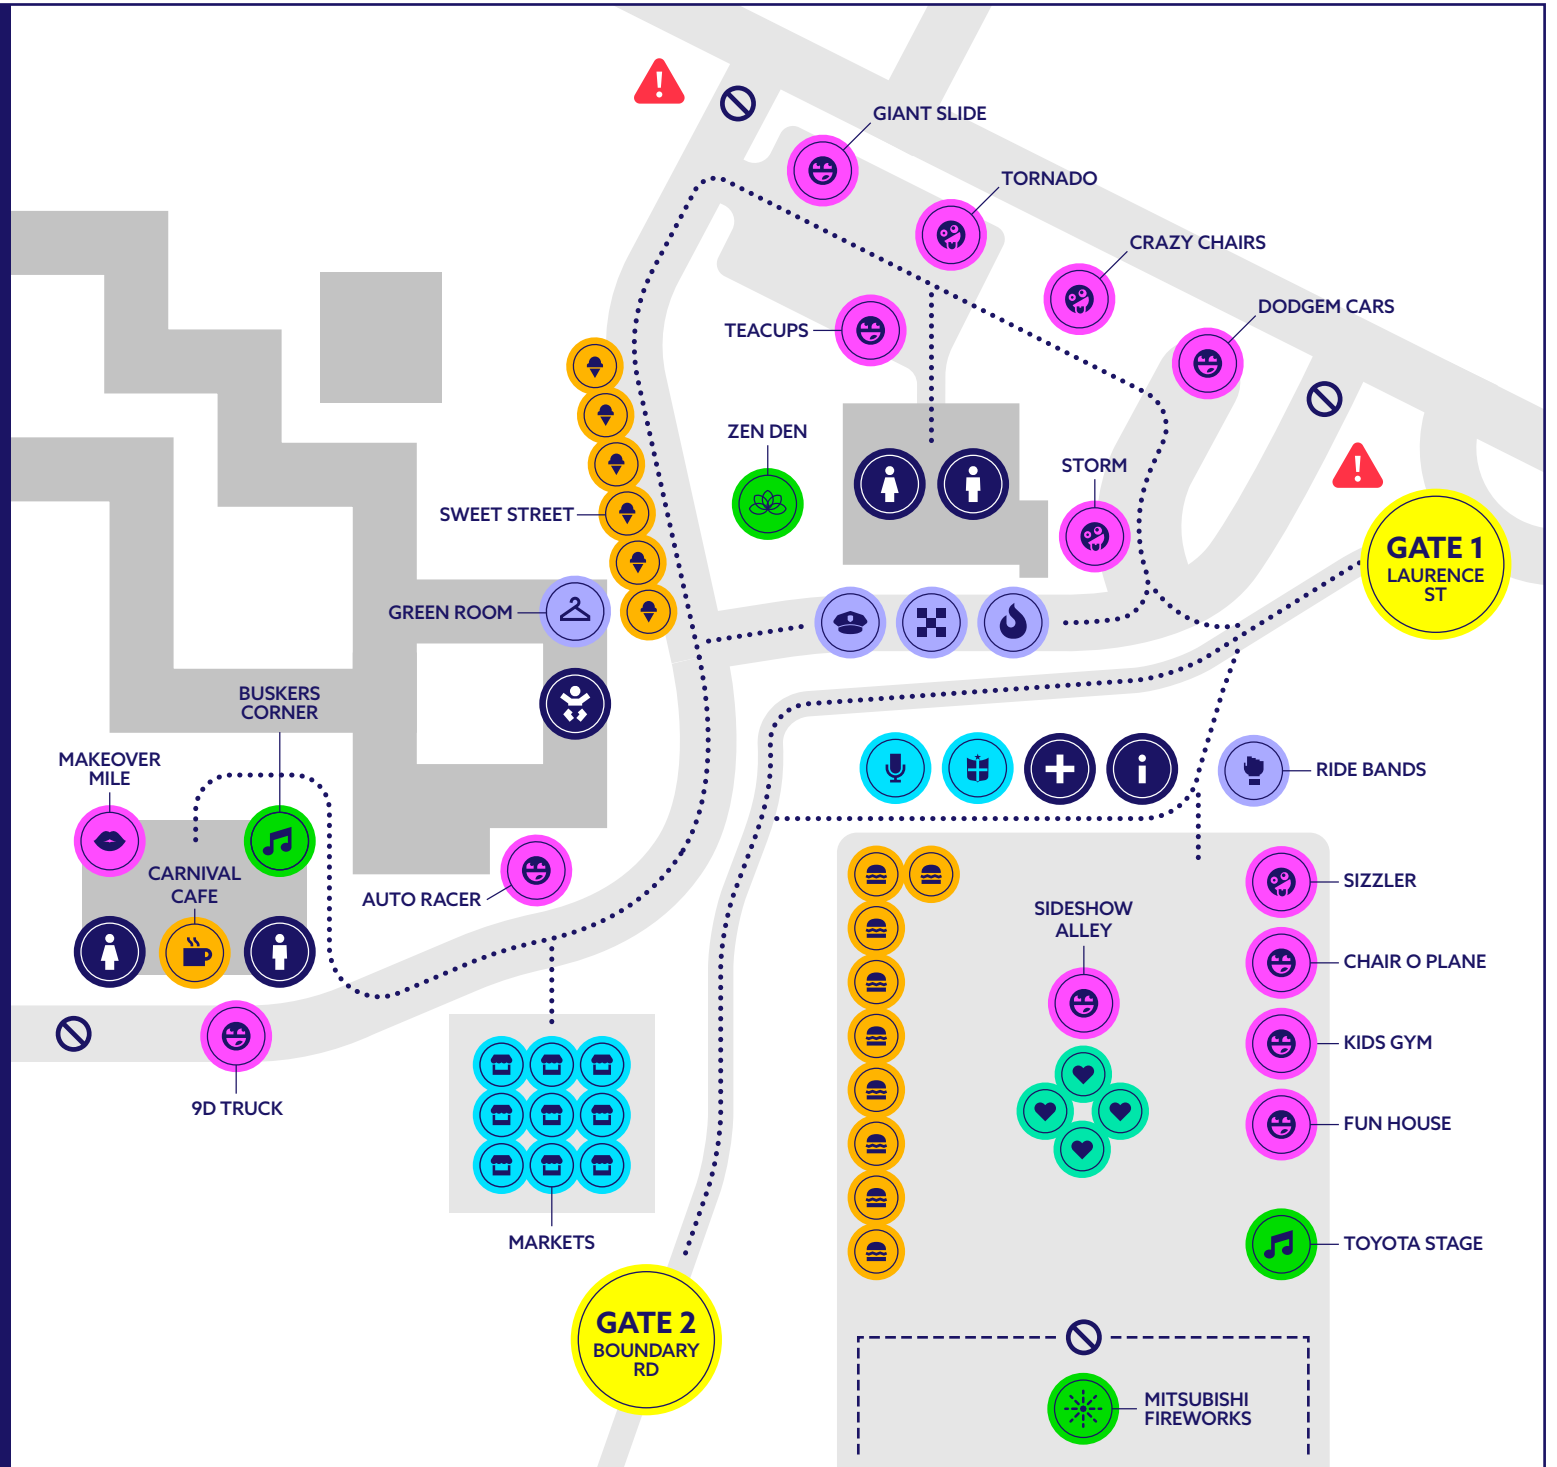 GIANT SLIDE
TORNADO
CRAZY CHAIRS
DODGEM CARS
TEACUPS
ZEN DEN
STORM
SWEET STREET
GATE 1
LAURENCE
ST
GREEN ROOM
BUSKERS
CORNER
MAKEOVER
MILE
RIDE BANDS
CARNIVAL
CAFE
AUTO RACER
SIZZLER
SIDESHOW
ALLEY
CHAIR O PLANE
KIDS GYM
9D TRUCK
FUN HOUSE
MARKETS
TOYOTA STAGE
GATE 2
BOUNDARY
RD
MITSUBISHI
FIREWORKS